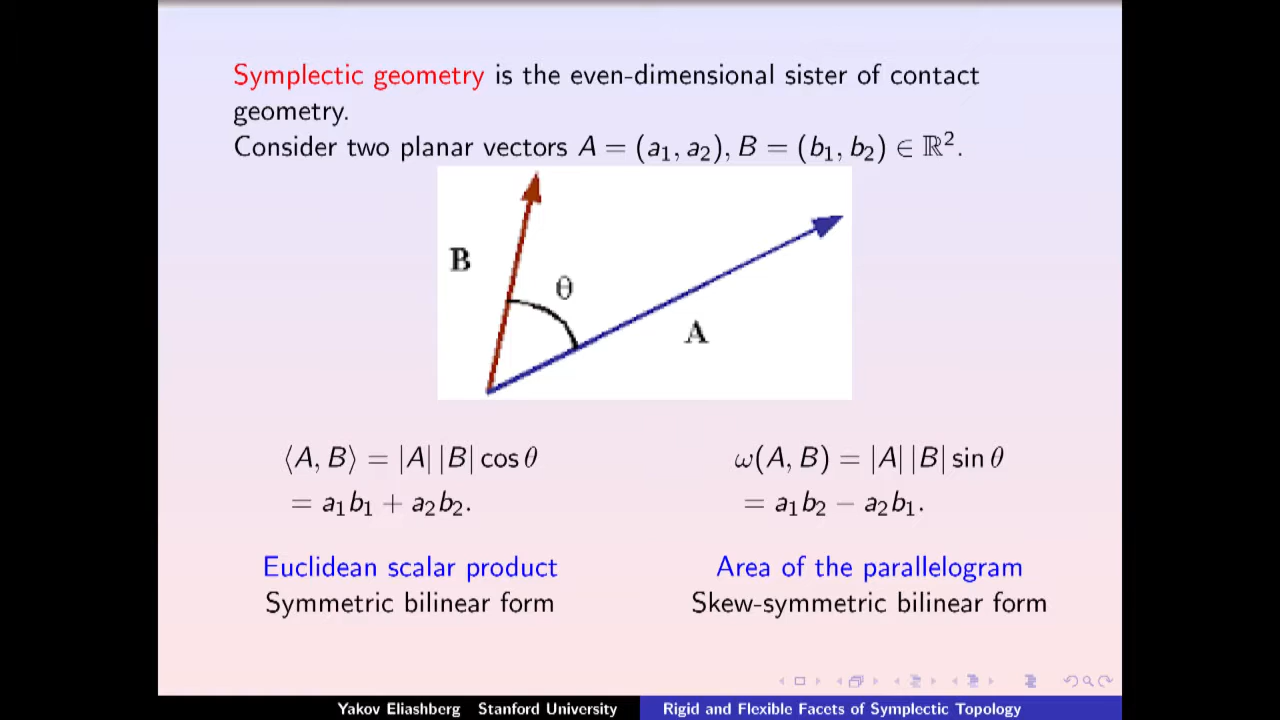 Symplectic geometry is the even-dimensional sister of contact
geometry.
Consider two planar vectors A = (a₁, a₂), B = (b₁, b₂) ∈ ℝ².
B
θ
A
⟨A, B⟩ = |A| |B| cos θ
= a₁b₁ + a₂b₂.
Euclidean scalar product
Symmetric bilinear form
ω(A, B) = |A| |B| sin θ
= a₁b₂ − a₂b₁.
Area of the parallelogram
Skew-symmetric bilinear form
Yakov Eliashberg Stanford University
Rigid and Flexible Facets of Symplectic Topology